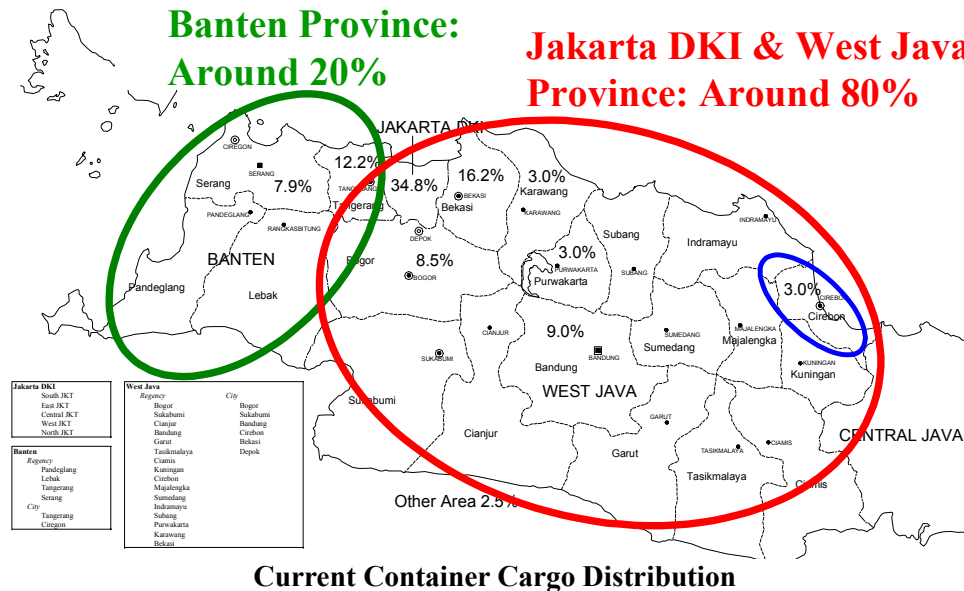 Banten Province:
Around 20%
Jakarta DKI & West Java
Province: Around 80%
JAKARTA DKI
CIREGON
SERANG
Serang
7.9%
12.2%
TANGERANG
Tangerang
34.8%
16.2%
BEKASI
Bekasi
3.0%
Karawang
KARAWANG
PANDEGLANG
RANGKASBITUNG
BANTEN
Pandeglang
Lebak
DEPOK
Bogor
8.5%
BOGOR
3.0%
PURWAKARTA
Purwakarta
Subang
SUBANG
INDRAMAYU
Indramayu
3.0%
CIREBON
Cirebon
CIANJUR
9.0%
BANDUNG
Bandung
SUMEDANG
Sumedang
MAJALENGKA
Majalengka
KUNINGAN
Kuningan
SUKABUMI
Sukabumi
WEST JAVA
Cianjur
GARUT
Garut
TASIKMALAYA
Tasikmalaya
CIAMIS
Ciamis
CENTRAL JAVA
Other Area 2.5%
Jakarta DKI
South JKT
East JKT
Central JKT
West JKT
North JKT
Banten
Regency
Pandeglang
Lebak
Tangerang
Serang
City
Tangerang
Ciregon
West Java
Regency City
Bogor Bogor
Sukabumi Sukabumi
Cianjur Bandung
Bandung Cirebon
Garut Bekasi
Tasikmalaya Depok
Ciamis
Kuningan
Cirebon
Majalengka
Sumedang
Indramayu
Subang
Purwakarta
Karawang
Bekasi
Current Container Cargo Distribution